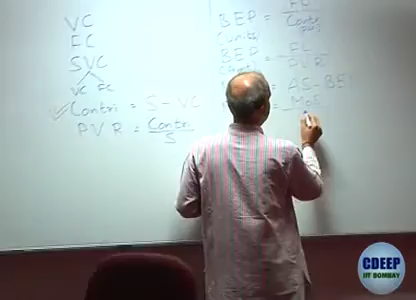 VC
FC
SVC
VC FC
Contri = S - VC
PVR = Contri
S
BEP = FC
(units) Contri
BEP = FC
PVR
= AS - BE
= MoS
CDEEP
IIT BOMBAY